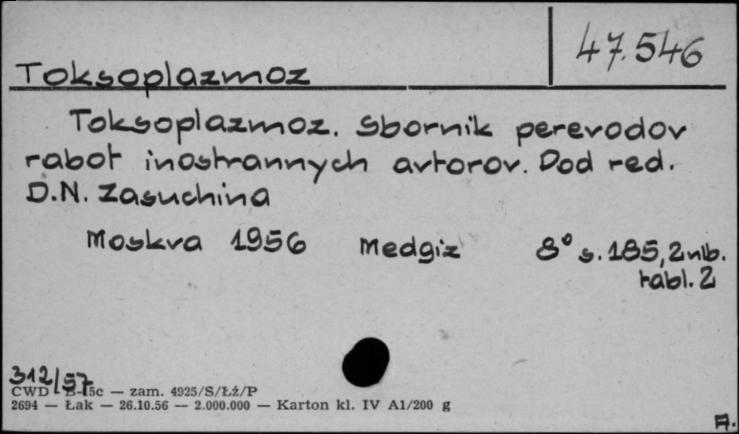 47.546
Toksoplazmoz
Toksoplazmoz. Sbornik perevodov
rabot inostrannych avtorov. Pod red.
D.N. Zasuchina
Moskva 1956 Medgiz 8° s. 185, 2 nlb.
tabl. 2
312/57
CWD B-15c — zam. 4925/S/Łż/P
2694 — Łak — 26.10.56 — 2.000.000 — Karton kl. IV A1/200 g
A.